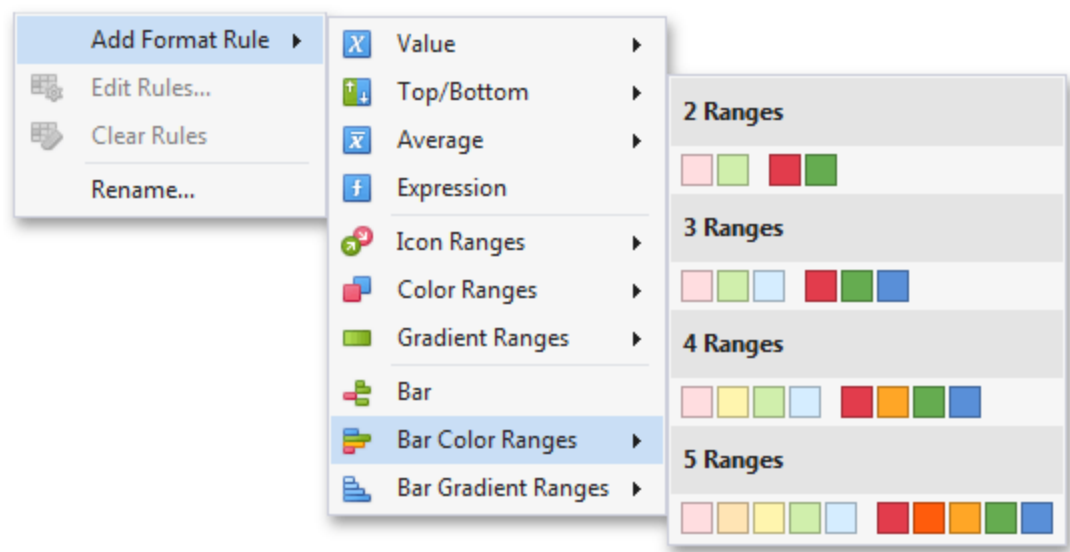 Add Format Rule
Edit Rules...
Clear Rules
Rename...
Value
Top/Bottom
Average
Expression
Icon Ranges
Color Ranges
Gradient Ranges
Bar
Bar Color Ranges
Bar Gradient Ranges
2 Ranges
3 Ranges
4 Ranges
5 Ranges